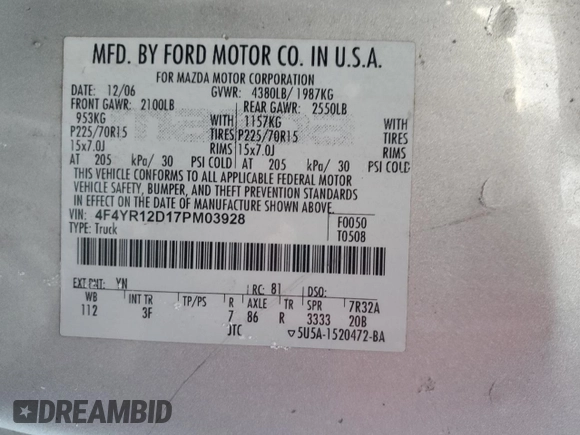 MFD. BY FORD MOTOR CO. IN U.S.A.
FOR MAZDA MOTOR CORPORATION
DATE: 12/06 GVWR: 4380LB/ 1987KG
FRONT GAWR: 2100LB REAR GAWR: 2550LB
953KG WITH 1157KG WITH
P225/70R15 TIRES P225/70R15 TIRES
15x7.0J RIMS 15x7.0J RIMS
AT 205 kPa/ 30 PSI COLD AT 205 kPa/ 30 PSI COLD
THIS VEHICLE CONFORMS TO ALL APPLICABLE FEDERAL MOTOR
VEHICLE SAFETY, BUMPER, AND THEFT PREVENTION STANDARDS
IN EFFECT ON THE DATE OF MANUFACTURE SHOWN ABOVE.
VIN: 4F4YR12D17PM03928 F0050
TYPE: Truck T0508
EXT PNT: YN RC: 81 DSO:
WB INT TR TP/PS R AXLE TR SPR 7R32A
112 3F 7 86 R 3333 20B
JTC ▽5U5A-1520472-BA
DREAMBID